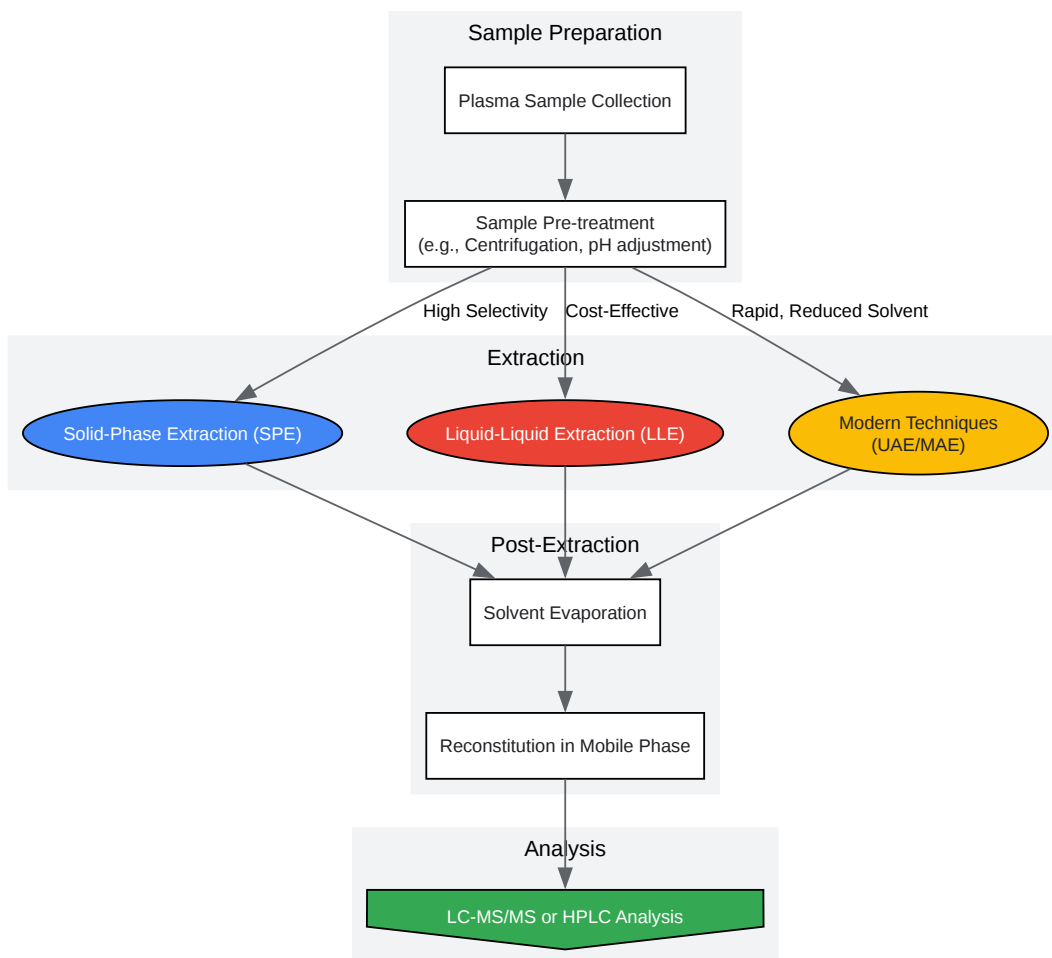 Sample Preparation
Plasma Sample Collection
Sample Pre-treatment
(e.g., Centrifugation, pH adjustment)
High Selectivity
Cost-Effective
Rapid, Reduced Solvent
Extraction
Solid-Phase Extraction (SPE)
Liquid-Liquid Extraction (LLE)
Modern Techniques
(UAE/MAE)
Post-Extraction
Solvent Evaporation
Reconstitution in Mobile Phase
Analysis
LC-MS/MS or HPLC Analysis